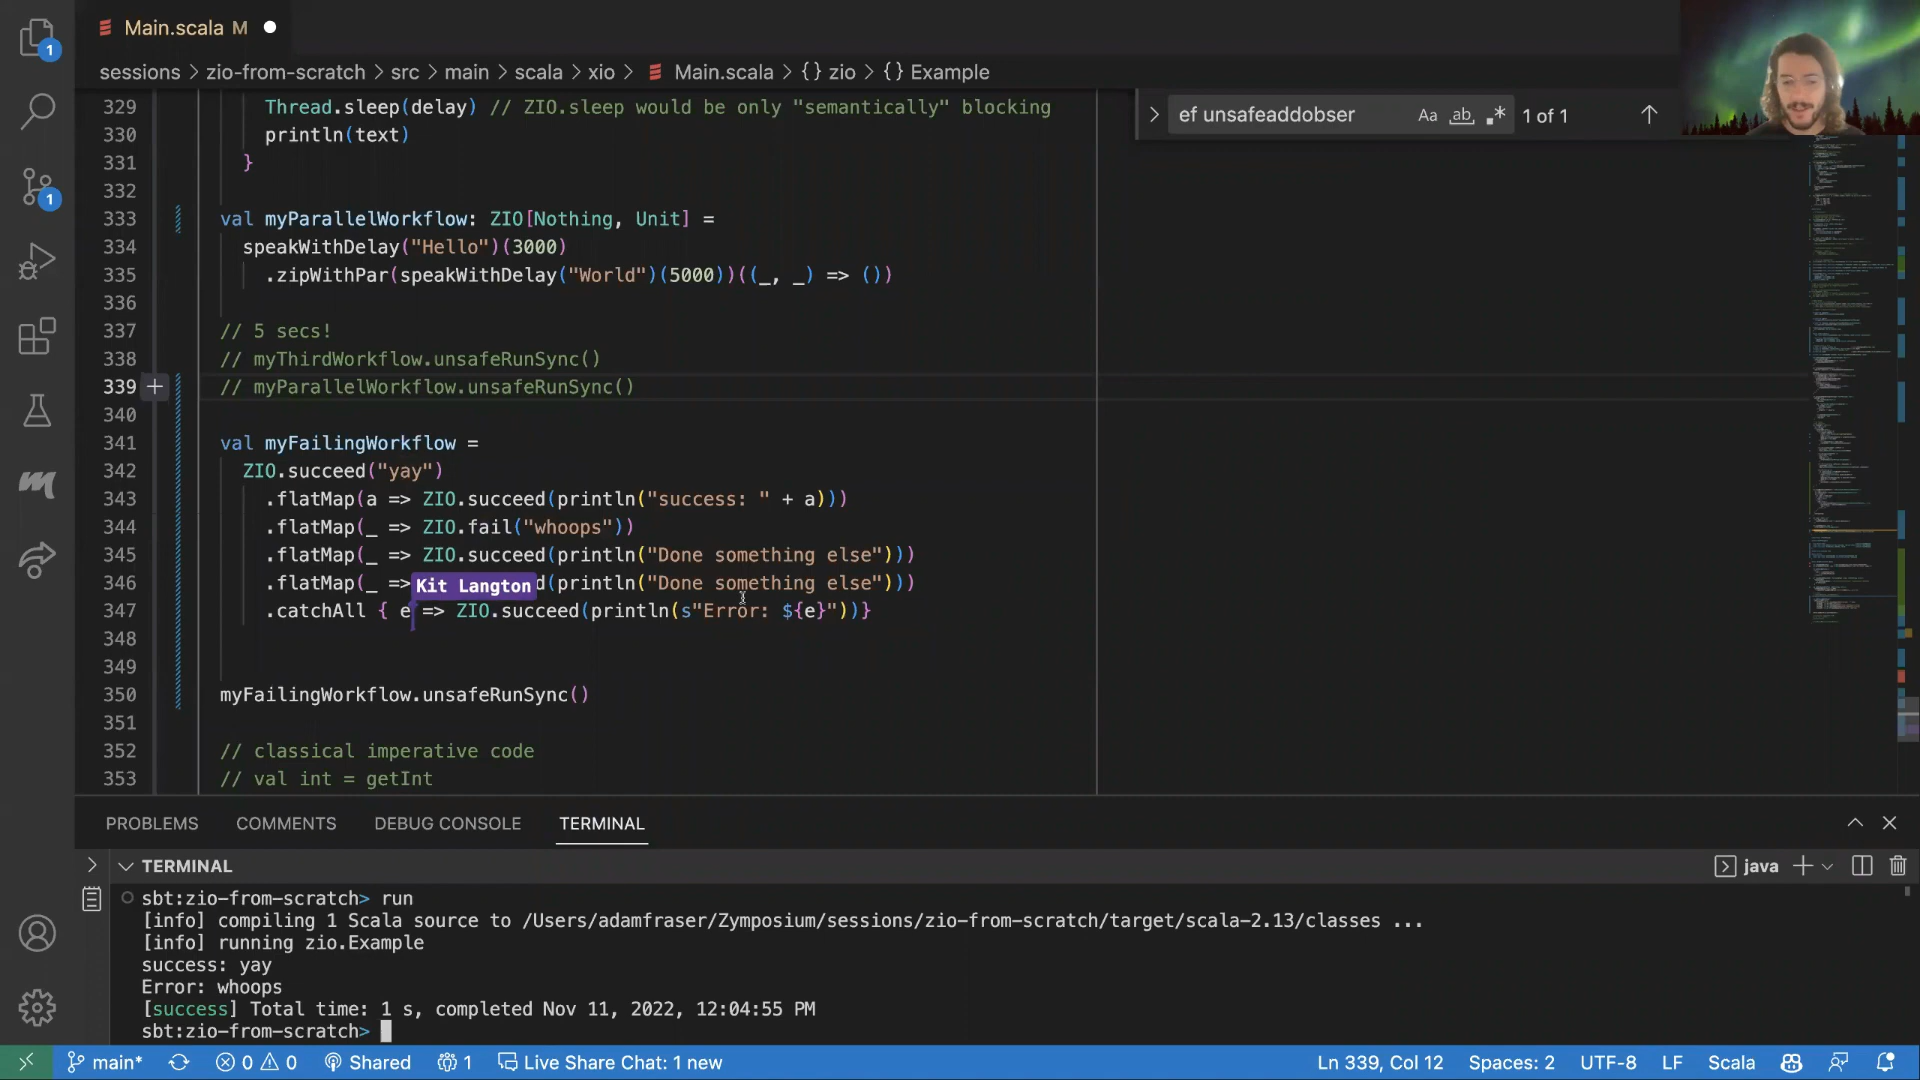 Main.scala M
sessions > zio-from-scratch > src > main > scala > xio > Main.scala > {} zio > {} Example
ef unsafeaddobser Aa ab .* 1 of 1
329 Thread.sleep(delay) // ZIO.sleep would be only "semantically" blocking
330 println(text)
331 }
332
333 val myParallelWorkflow: ZIO[Nothing, Unit] =
334 speakWithDelay("Hello")(3000)
335 .zipWithPar(speakWithDelay("World")(5000))((_, _) => ())
336
337 // 5 secs!
338 // myThirdWorkflow.unsafeRunSync()
339 // myParallelWorkflow.unsafeRunSync()
340
341 val myFailingWorkflow =
342 ZIO.succeed("yay")
343 .flatMap(a => ZIO.succeed(println("success: " + a)))
344 .flatMap(_ => ZIO.fail("whoops"))
345 .flatMap(_ => ZIO.succeed(println("Done something else")))
Kit Langton
346 .flatMap(_ => d(println("Done something else")))
347 .catchAll { e => ZIO.succeed(println(s"Error: ${e}"))}
348
349
350 myFailingWorkflow.unsafeRunSync()
351
352 // classical imperative code
353 // val int = getInt
PROBLEMS COMMENTS DEBUG CONSOLE TERMINAL
TERMINAL java
sbt:zio-from-scratch> run
[info] compiling 1 Scala source to /Users/adamfraser/Zymposium/sessions/zio-from-scratch/target/scala-2.13/classes ...
[info] running zio.Example
success: yay
Error: whoops
[success] Total time: 1 s, completed Nov 11, 2022, 12:04:55 PM
sbt:zio-from-scratch>
main* 0 0 Shared 1 Live Share Chat: 1 new Ln 339, Col 12 Spaces: 2 UTF-8 LF Scala
1
1